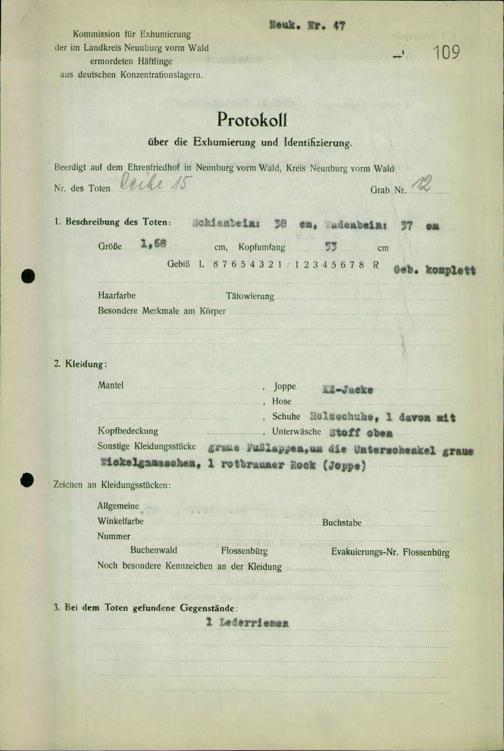 Neuk. Nr. 47
Kommission für Exhumierung
der im Landkreis Neunburg vorm Wald
ermordeten Häftlinge
aus deutschen Konzentrationslagern.
109
Protokoll
über die Exhumierung und Identifizierung.
Beerdigt auf dem Ehrenfriedhof in Neunburg vorm Wald, Kreis Neunburg vorm Wald
Nr. des Toten Reihe 15 Grab Nr. 12
1. Beschreibung des Toten: Schienbein: 38 cm, Wadenbein: 37 cm
Größe 1,68 cm, Kopfumfang 53 cm
Gebiß L 8 7 6 5 4 3 2 1 / 1 2 3 4 5 6 7 8 R Geb. komplett
Haarfarbe Tätowierung
Besondere Merkmale am Körper
2. Kleidung:
Mantel , Joppe KZ-Jacke
, Hose
, Schuhe Holzschuhe, 1 davon mit
Kopfbedeckung , Unterwäsche Stoff oben
Sonstige Kleidungsstücke graue Fußlappen,um die Unterschenkel graue
Wickelgamaschen, 1 rotbrauner Rock (Joppe)
Zeichen an Kleidungsstücken:
Allgemeine
Winkelfarbe Buchstabe
Nummer
Buchenwald Flossenbürg Evakuierungs-Nr. Flossenbürg
Noch besondere Kennzeichen an der Kleidung
3. Bei dem Toten gefundene Gegenstände:
1 Lederriemen